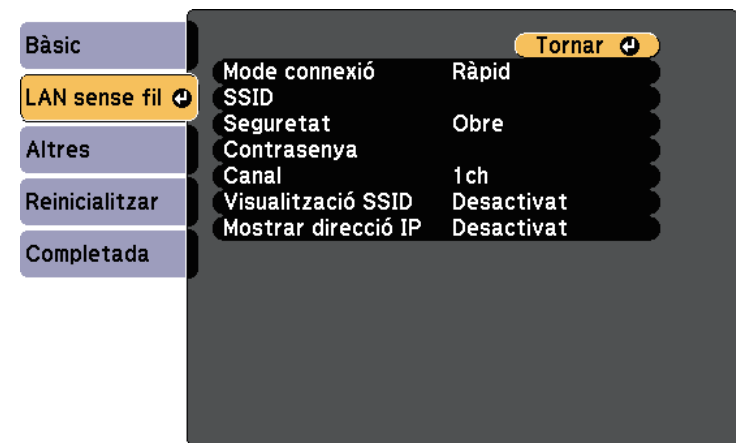 Bàsic
LAN sense fil
Altres
Reinicialitzar
Completada
Tornar
Mode connexió Ràpid
SSID
Seguretat Obre
Contrasenya
Canal 1ch
Visualització SSID Desactivat
Mostrar direcció IP Desactivat